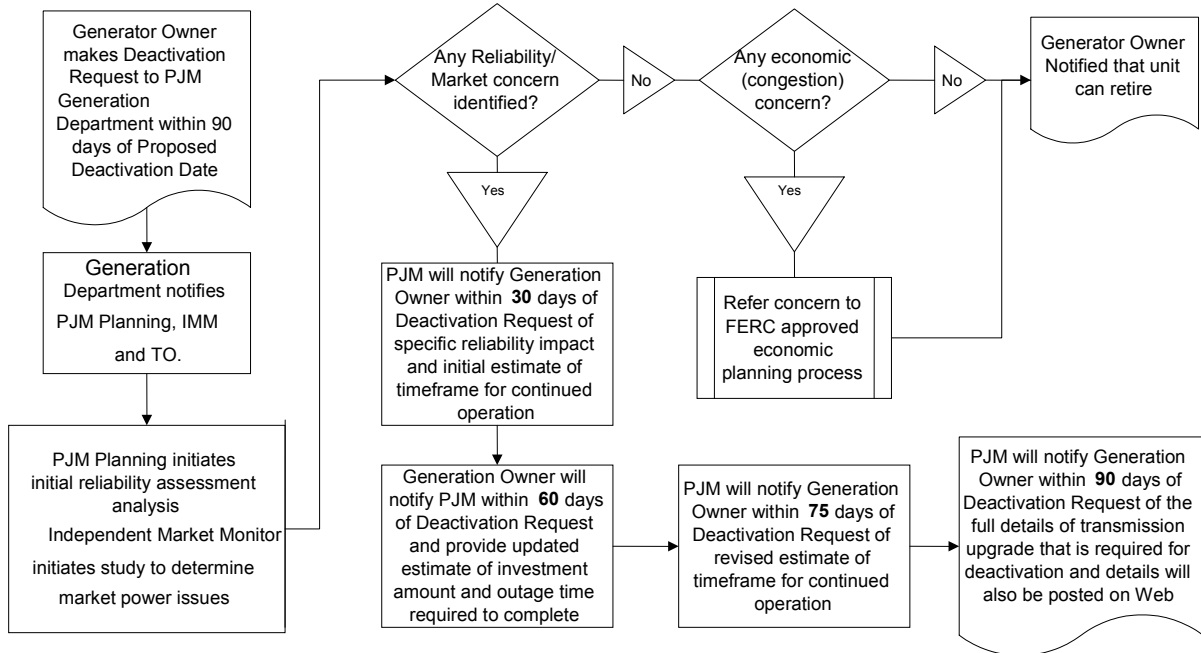 Generator Owner
makes Deactivation
Request to PJM
Generation
Department within 90
days of Proposed
Deactivation Date
Generation
Department notifies
PJM Planning, IMM
and TO.
PJM Planning initiates
initial reliability assessment
analysis
Independent Market Monitor
initiates study to determine
market power issues
Any Reliability/
Market concern
identified?
No
Any economic
(congestion)
concern?
No
Generator Owner
Notified that unit
can retire
Yes
Yes
PJM will notify Generation
Owner within 30 days of
Deactivation Request of
specific reliability impact
and initial estimate of
timeframe for continued
operation
Refer concern to
FERC approved
economic
planning process
Generation Owner will
notify PJM within 60 days
of Deactivation Request
and provide updated
estimate of investment
amount and outage time
required to complete
PJM will notify Generation
Owner within 75 days of
Deactivation Request of
revised estimate of
timeframe for continued
operation
PJM will notify Generation
Owner within 90 days of
Deactivation Request of the
full details of transmission
upgrade that is required for
deactivation and details will
also be posted on Web